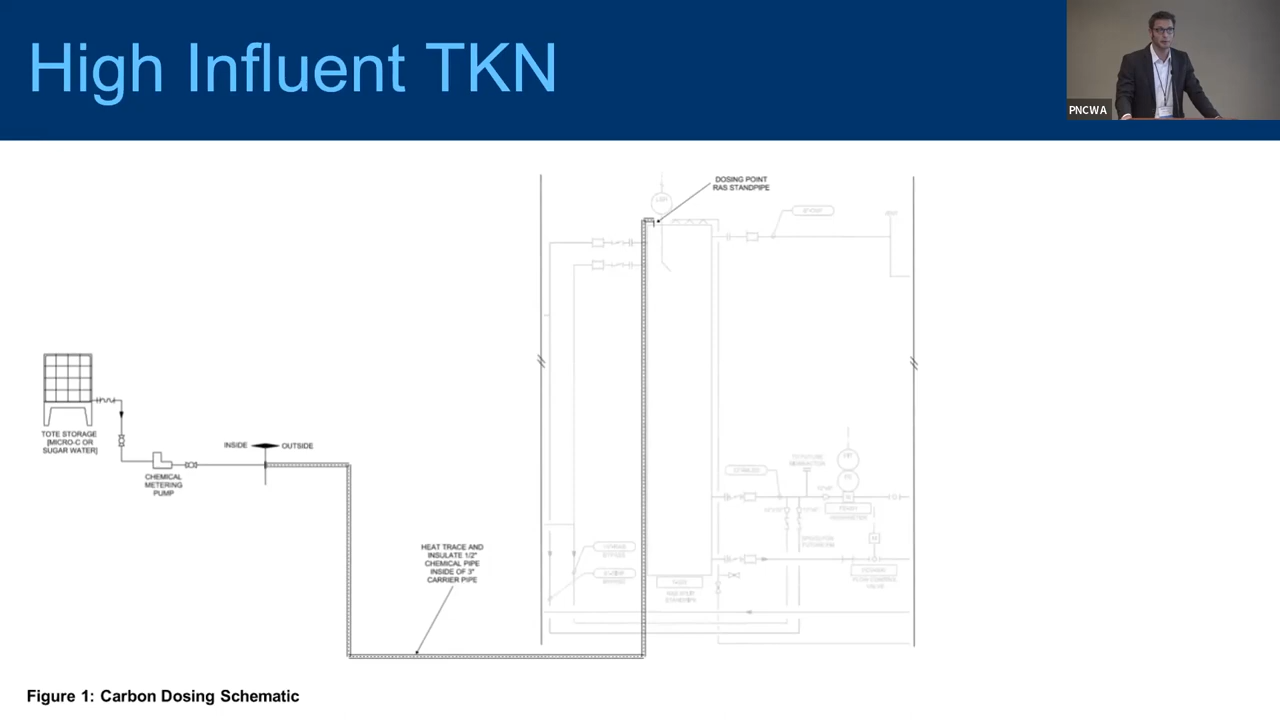 High Influent TKN
PNCWA
DOSING POINT
RAS STANDPIPE
TOTE STORAGE
[MICRO-C OR
SUGAR WATER]
CHEMICAL
METERING
PUMP
INSIDE
OUTSIDE
HEAT TRACE AND
INSULATE 1/2"
CHEMICAL PIPE
INSIDE OF 3"
CARRIER PIPE
Figure 1: Carbon Dosing Schematic